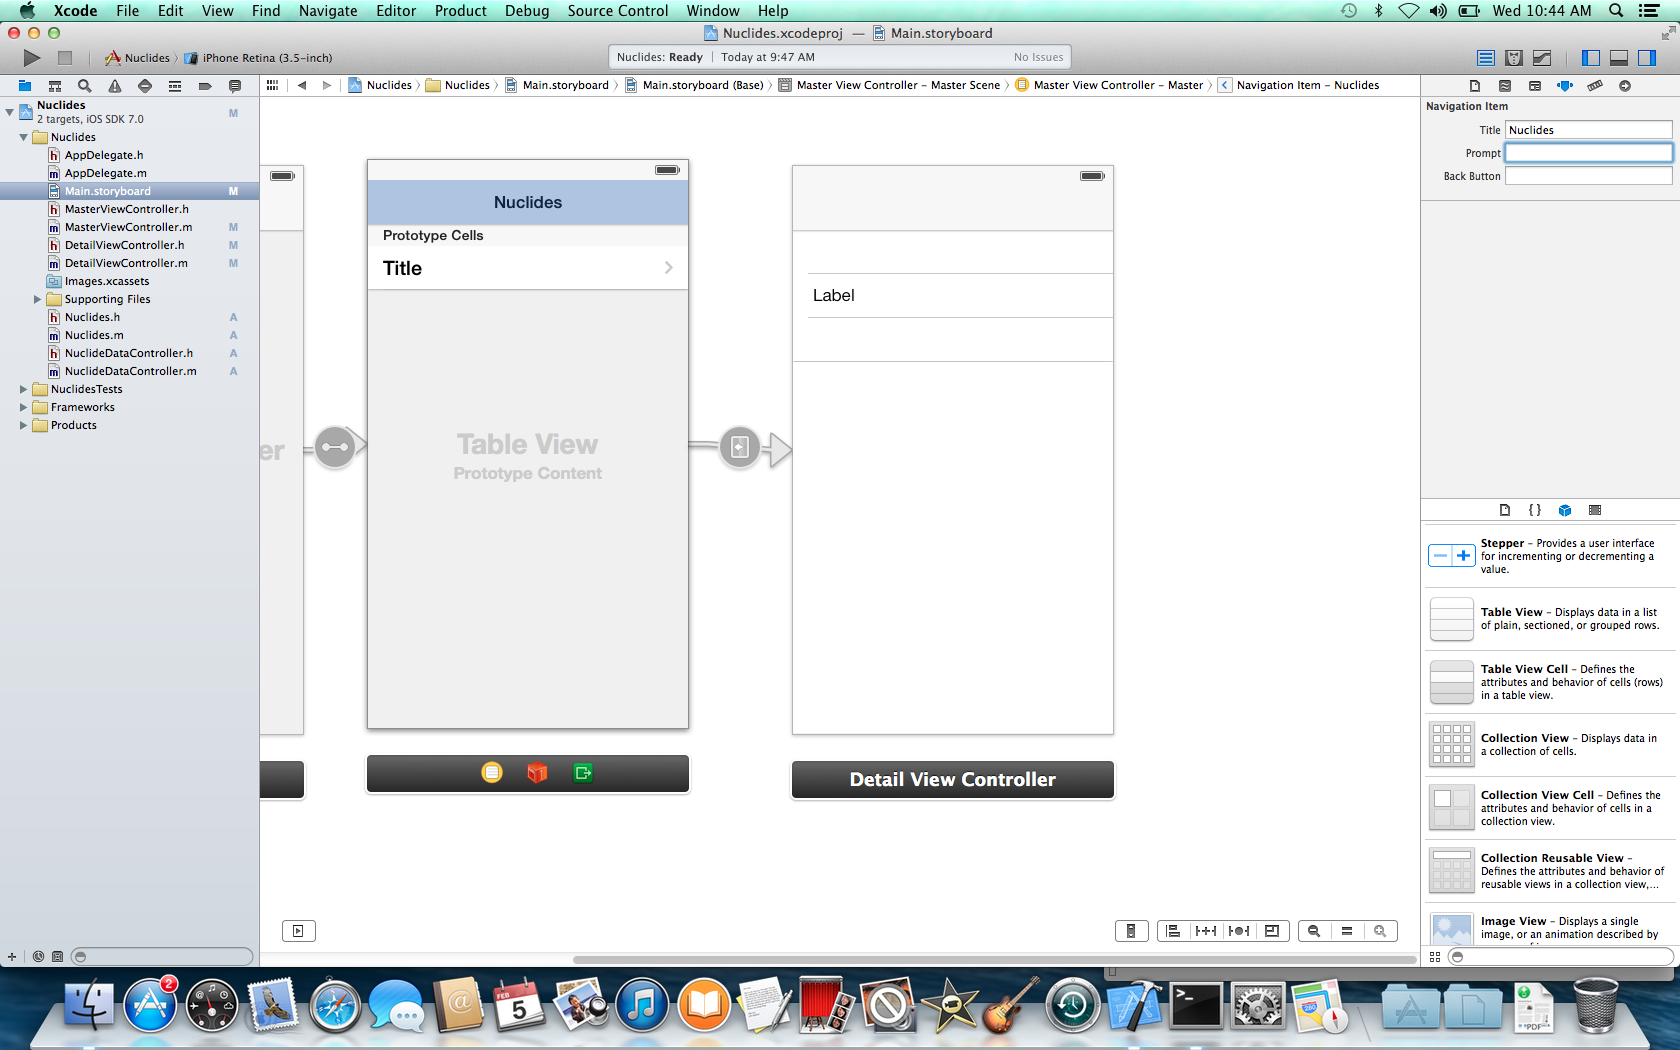 Xcode File Edit View Find Navigate Editor Product Debug Source Control Window Help Wed 10:44 AM
Nuclides.xcodeproj — Main.storyboard
Nuclides iPhone Retina (3.5-inch)
Nuclides: Ready Today at 9:47 AM No Issues
Nuclides Nuclides Main.storyboard Main.storyboard (Base) Master View Controller – Master Scene Master View Controller – Master Navigation Item – Nuclides
Nuclides
2 targets, iOS SDK 7.0 M
Nuclides
AppDelegate.h
AppDelegate.m
Main.storyboard M
MasterViewController.h
MasterViewController.m M
DetailViewController.h M
DetailViewController.m M
Images.xcassets
Supporting Files
Nuclides.h A
Nuclides.m A
NuclideDataController.h A
NuclideDataController.m A
NuclidesTests
Frameworks
Products
er
Nuclides
Prototype Cells
Title
Table View
Prototype Content
Label
Detail View Controller
Navigation Item
Title Nuclides
Prompt
Back Button
Stepper – Provides a user interface
for incrementing or decrementing a
value.
Table View – Displays data in a list
of plain, sectioned, or grouped rows.
Table View Cell – Defines the
attributes and behavior of cells (rows)
in a table view.
Collection View – Displays data in
a collection of cells.
Collection View Cell – Defines the
attributes and behavior of cells in a
collection view.
Collection Reusable View –
Defines the attributes and behavior of
reusable views in a collection view,...
Image View – Displays a single
image, or an animation described by
2
FEB
5
280
PDF